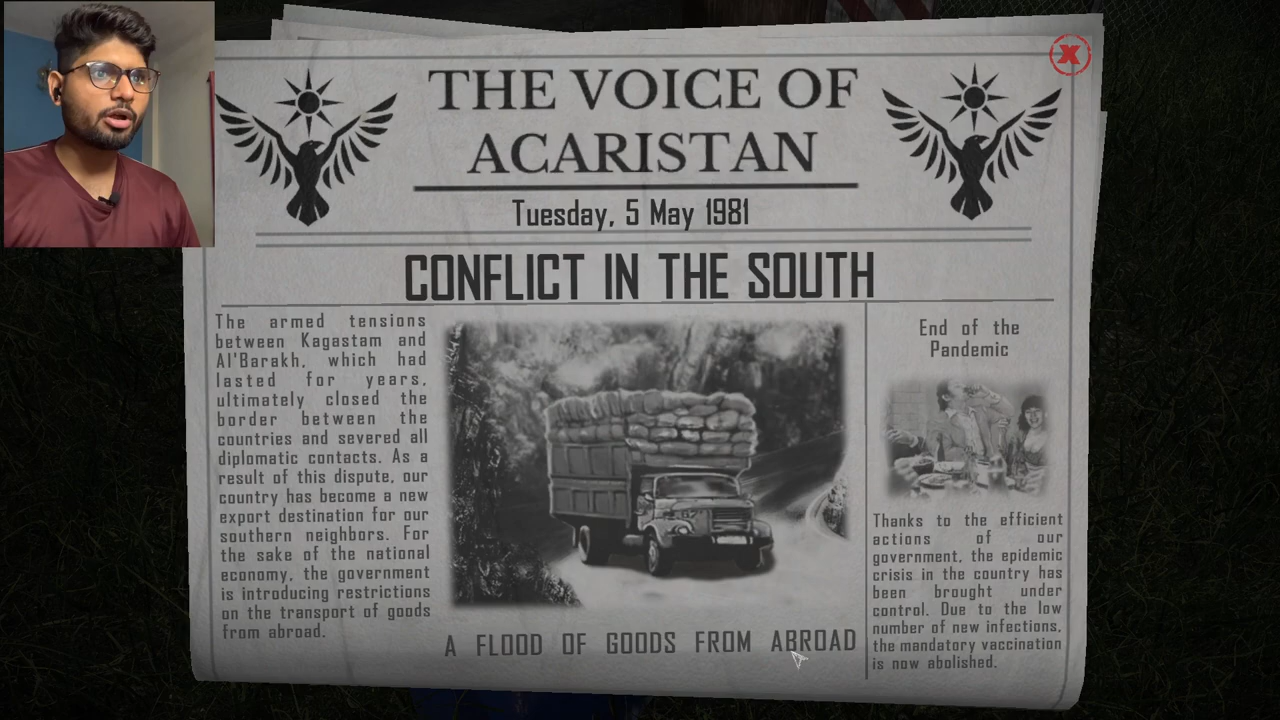 THE VOICE OF
ACARISTAN
Tuesday, 5 May 1981
CONFLICT IN THE SOUTH
The armed tensions
between Kagastam and
Al'Barakh, which had
lasted for years,
ultimately closed the
border between the
countries and severed all
diplomatic contacts. As a
result of this dispute, our
country has become a new
export destination for our
southern neighbors. For
the sake of the national
economy, the government
is introducing restrictions
on the transport of goods
from abroad.
A FLOOD OF GOODS FROM ABROAD
End of the
Pandemic
Thanks to the efficient
actions of our
government, the epidemic
crisis in the country has
been brought under
control. Due to the low
number of new infections,
the mandatory vaccination
is now abolished.
X